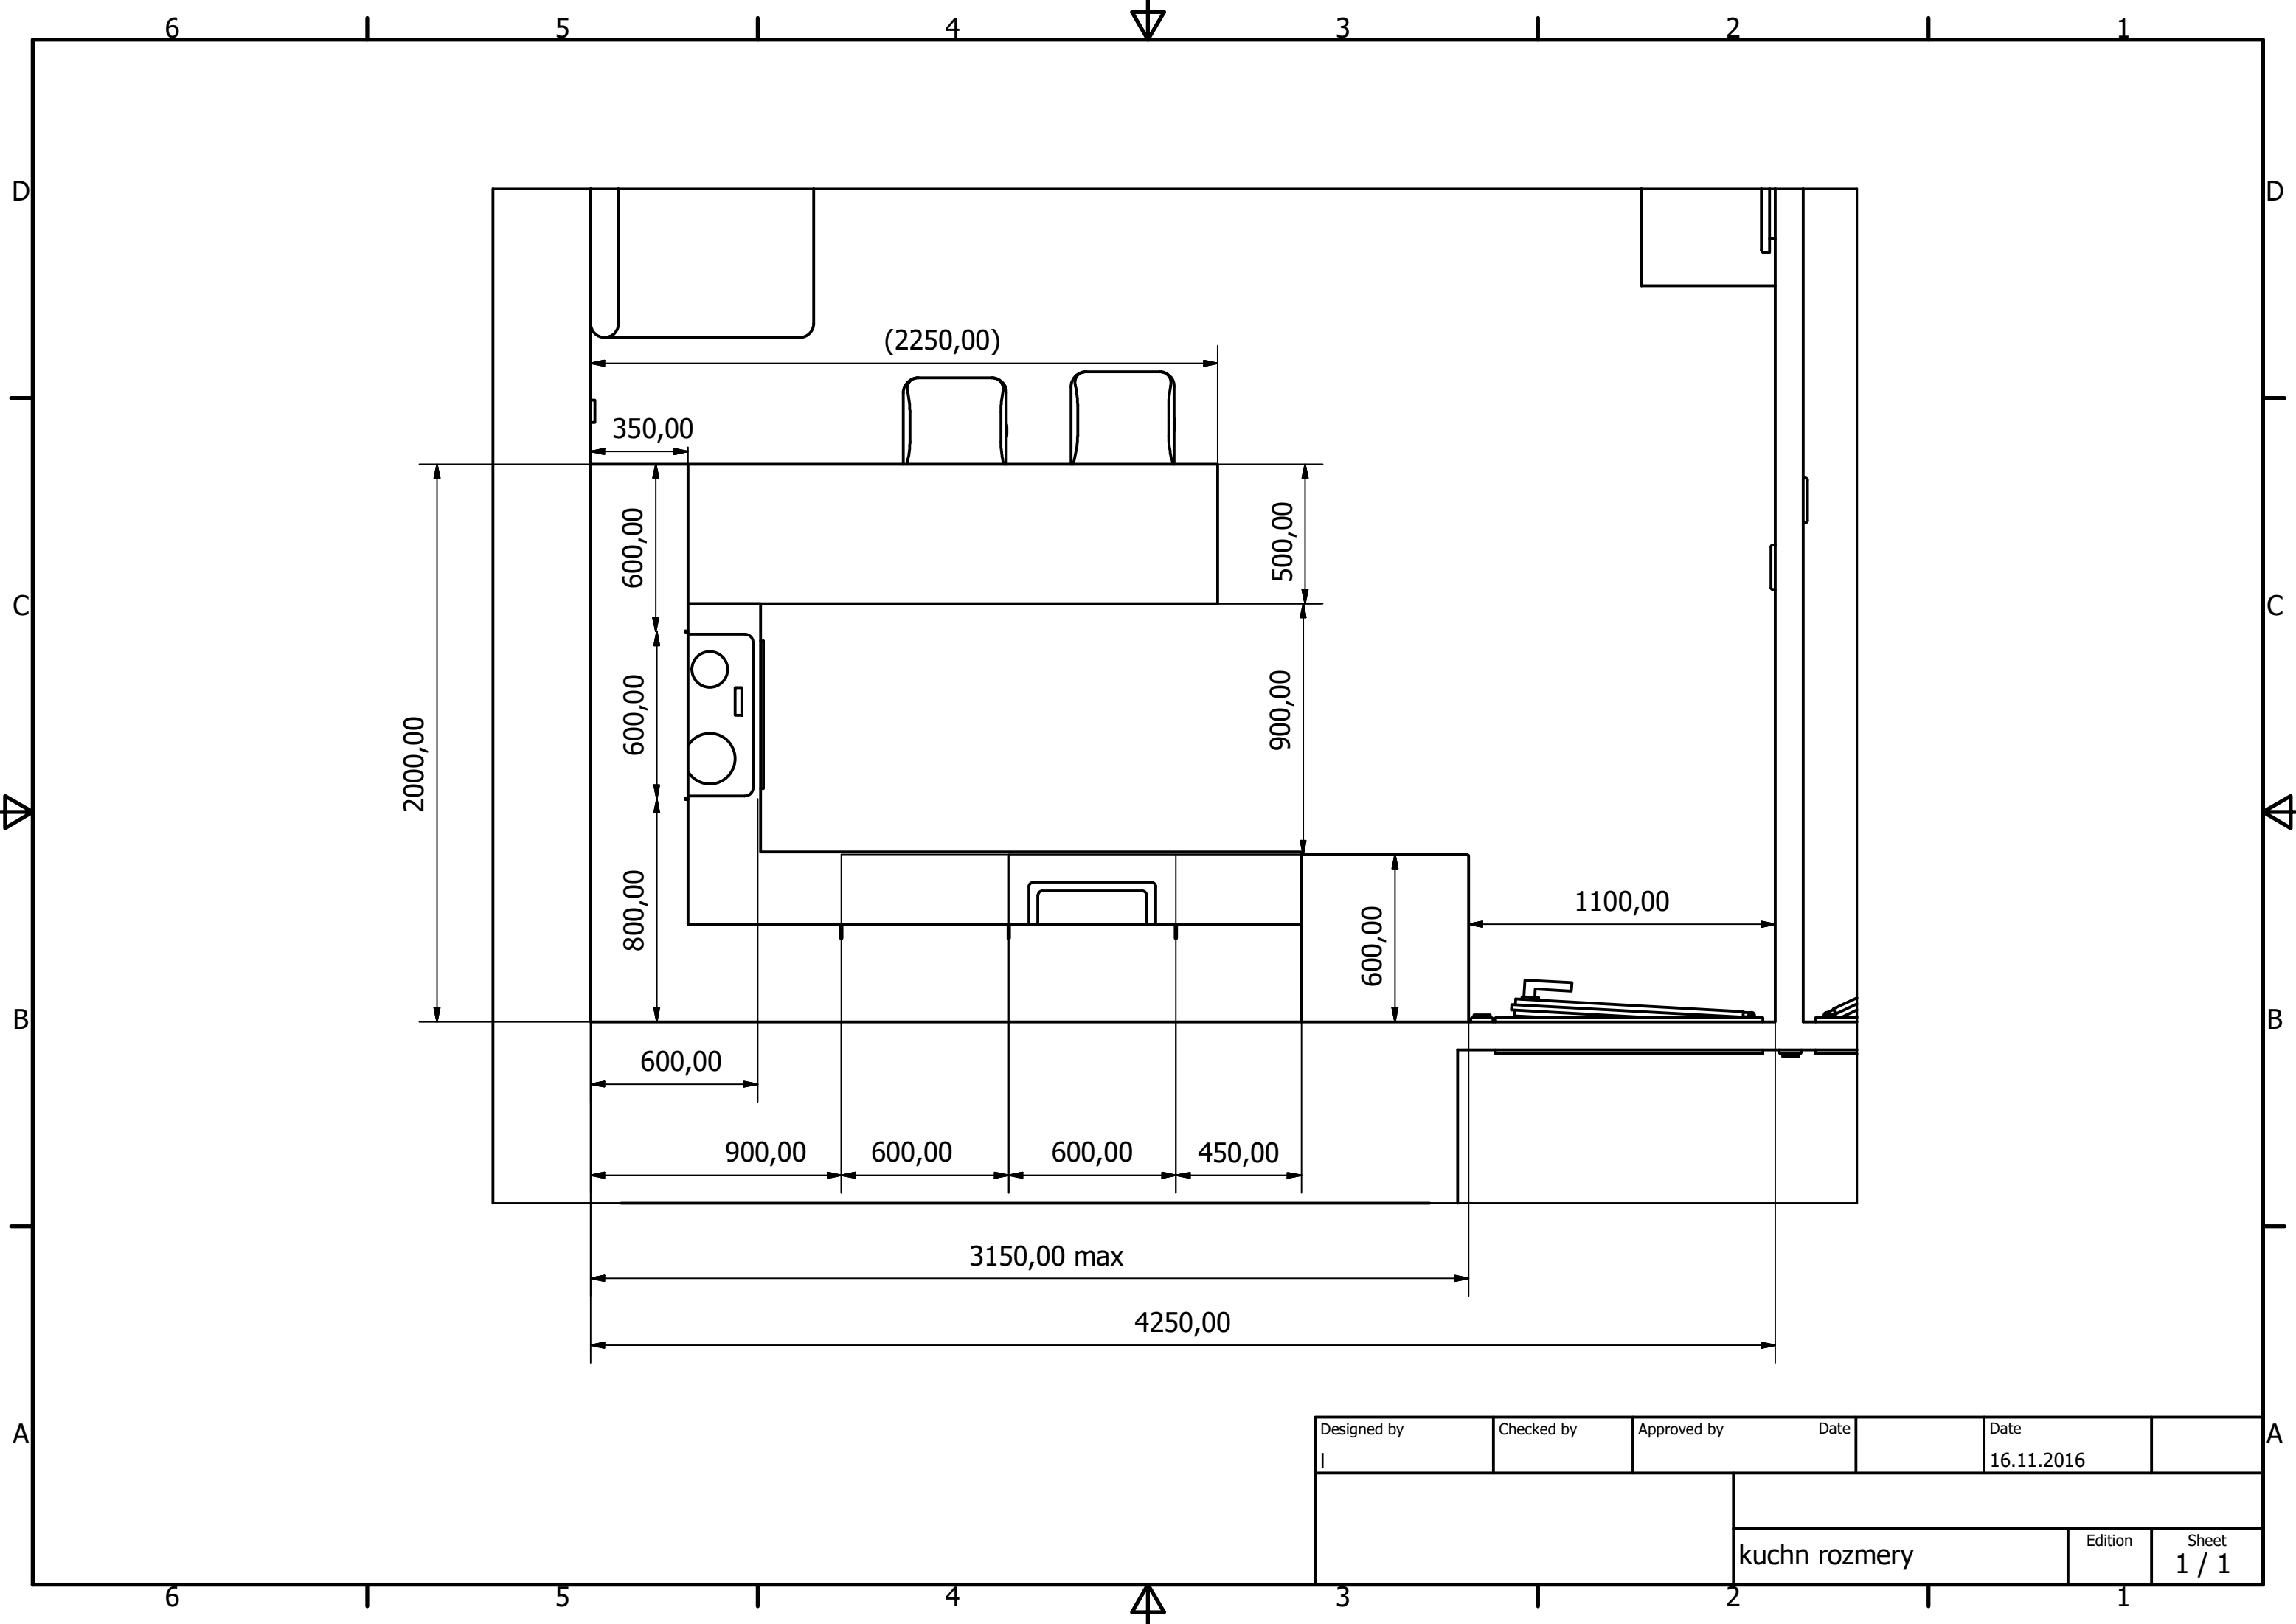 6 5 4 3 2 1
D D
(2250,00)
350,00
600,00
500,00
C C
600,00
900,00
2000,00
800,00
600,00
1100,00
B B
600,00
900,00 600,00 600,00 450,00
3150,00 max
4250,00
A A
Designed by Checked by Approved by Date Date
I 16.11.2016
Edition Sheet
kuchn rozmery 1 / 1
6 5 4 3 2 1